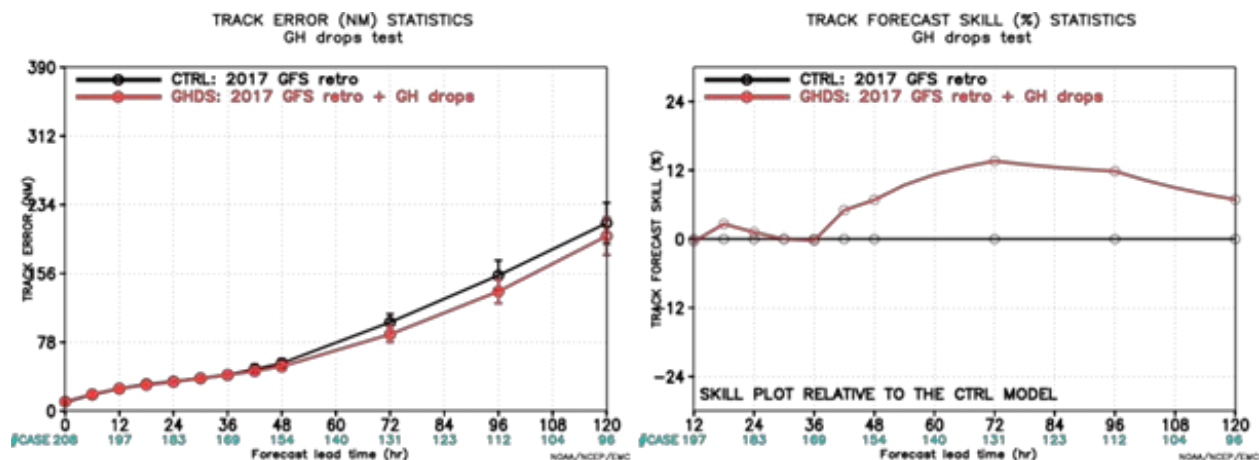 TRACK ERROR (NM) STATISTICS
GH drops test
390
312
234
156
78
0
TRACK ERROR (NM)
CTRL: 2017 GFS retro
GHDS: 2017 GFS retro + GH drops
0 12 24 36 48 60 72 84 96 108 120
#CASE 208 197 183 169 154 140 131 123 112 104 96
Forecast lead time (hr)
NOAA/NCEP/EMC
TRACK FORECAST SKILL (%) STATISTICS
GH drops test
24
12
0
-12
-24
TRACK FORECAST SKILL (%)
CTRL: 2017 GFS retro
GHDS: 2017 GFS retro + GH drops
SKILL PLOT RELATIVE TO THE CTRL MODEL
12 24 36 48 60 72 84 96 108 120
#CASE 197 183 169 154 140 131 123 112 104 96
Forecast lead time (hr)
NOAA/NCEP/EMC